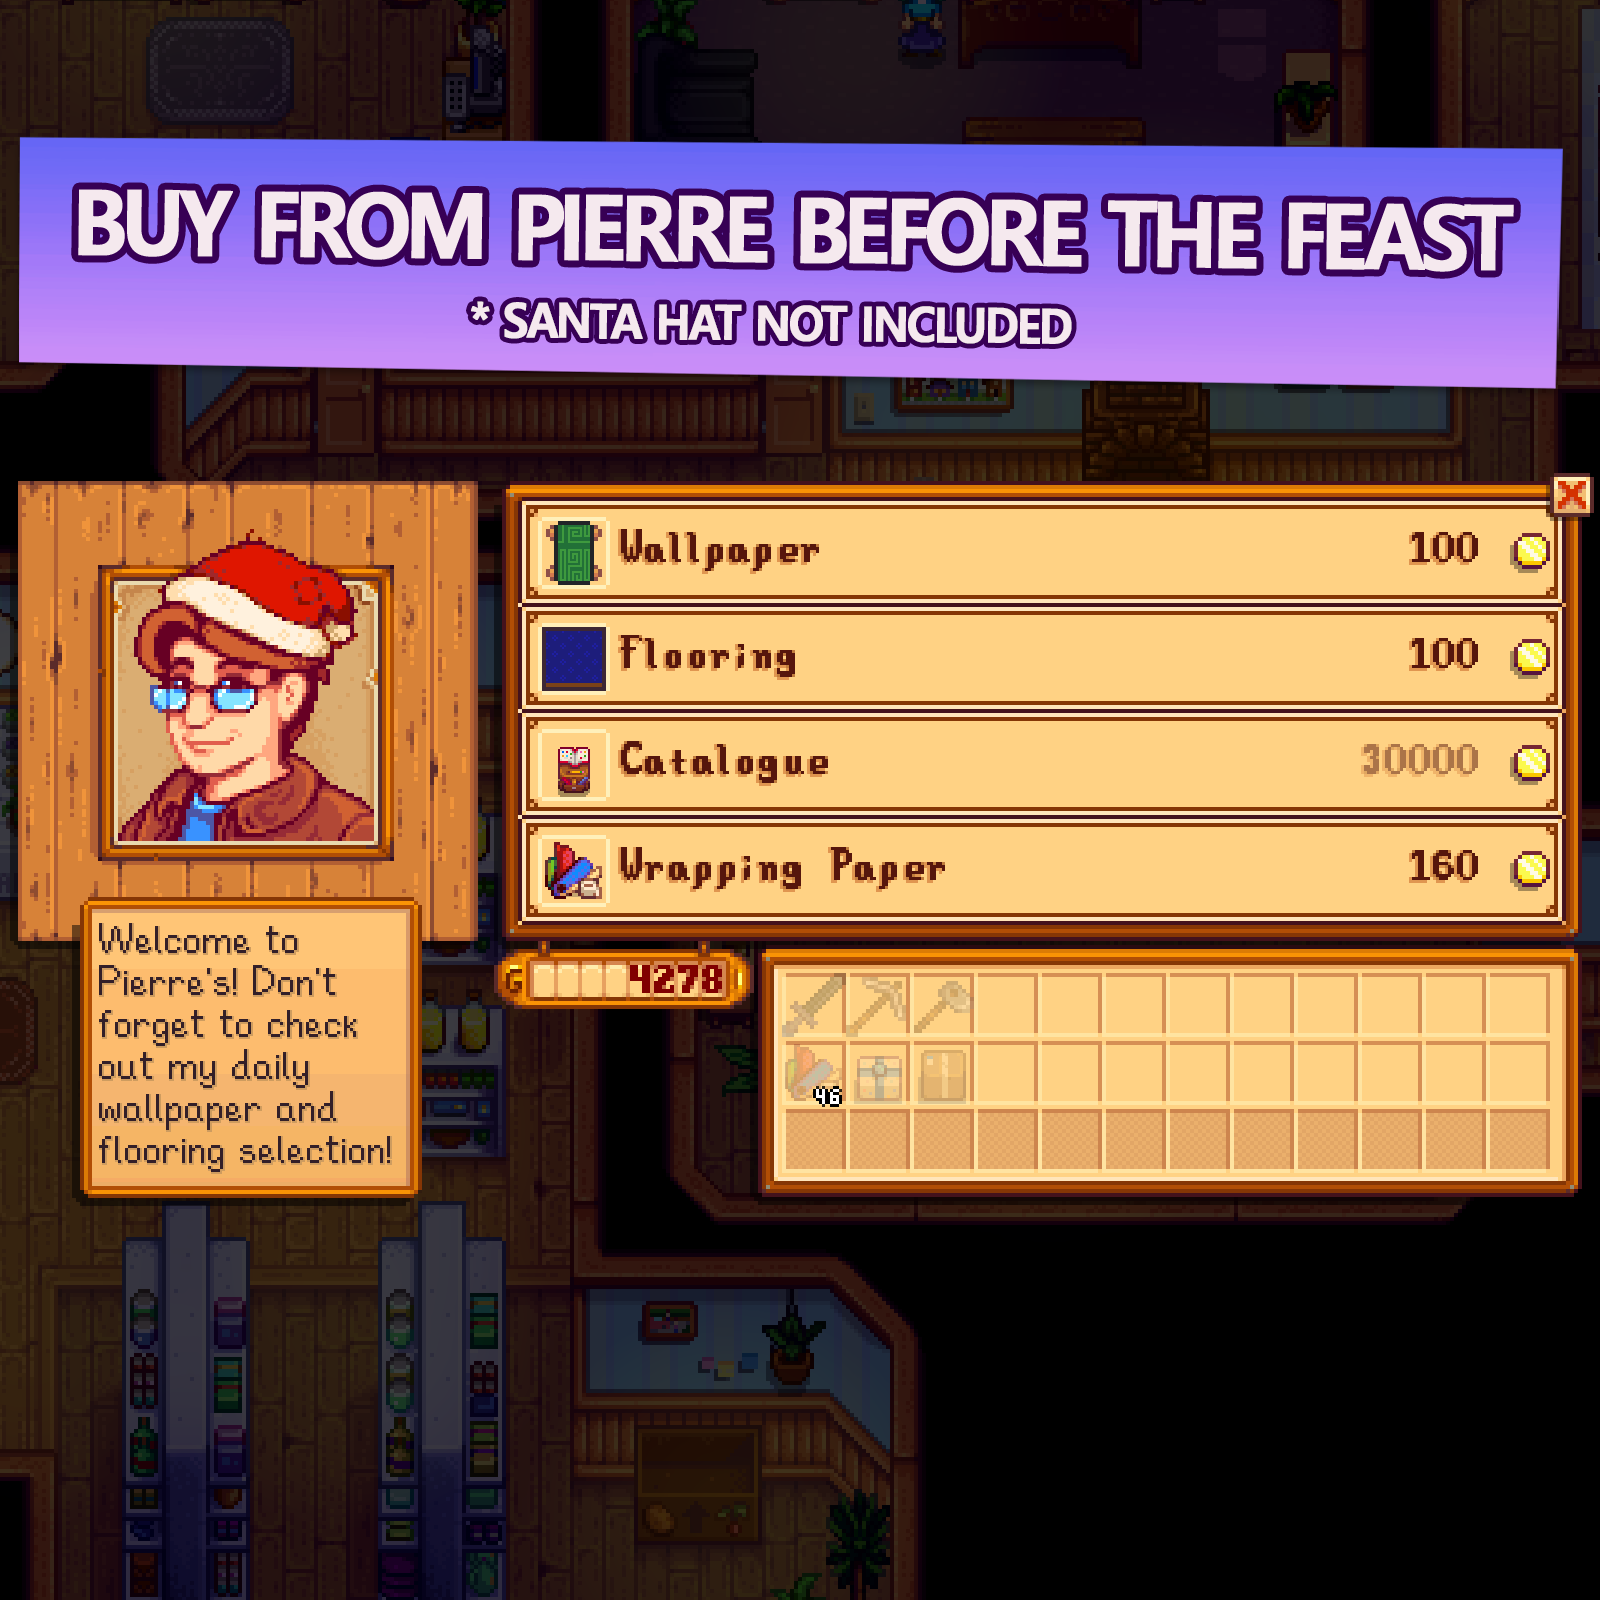 BUY FROM PIERRE BEFORE THE FEAST
* SANTA HAT NOT INCLUDED
Wallpaper 100
Flooring 100
Catalogue 30000
Wrapping Paper 160
Welcome to
Pierre's! Don't
forget to check
out my daily
wallpaper and
flooring selection!
G 4278
96